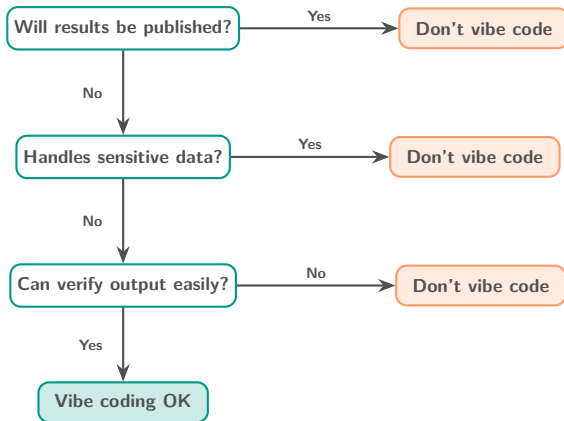 Will results be published?
Yes
Don't vibe code
No
Handles sensitive data?
Yes
Don't vibe code
No
Can verify output easily?
No
Don't vibe code
Yes
Vibe coding OK